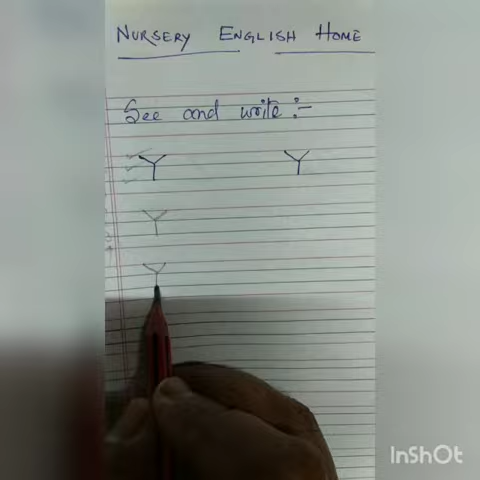 NURSERY ENGLISH HOME
See and write :-
Y Y
Y
Y
InShOt